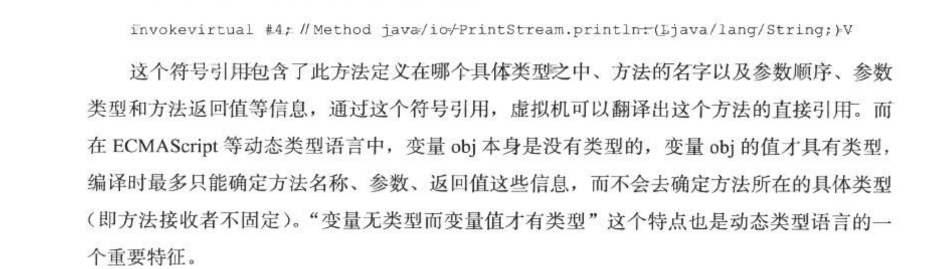 invokevirtual #4; //Method java/io/PrintStream.println:(Ljava/lang/String;)V
这个符号引用包含了此方法定义在哪个具体类型之中、方法的名字以及参数顺序、参数
类型和方法返回值等信息，通过这个符号引用，虚拟机可以翻译出这个方法的直接引用。而
在 ECMAScript 等动态类型语言中，变量 obj 本身是没有类型的，变量 obj 的值才具有类型，
编译时最多只能确定方法名称、参数、返回值这些信息，而不会去确定方法所在的具体类型
（即方法接收者不固定）。“变量无类型而变量值才有类型”这个特点也是动态类型语言的一
个重要特征。